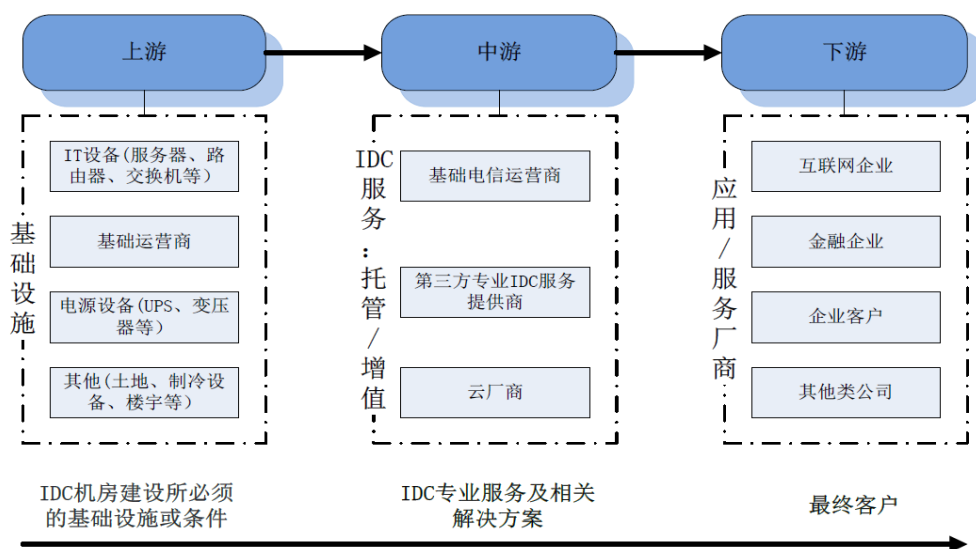 上游
中游
下游
基础设施
IT设备(服务器、路
由器、交换机等）
基础运营商
电源设备(UPS、变压
器等）
其他(土地、制冷设
备、楼宇等）
IDC服务：托管/增值
基础电信运营商
第三方专业IDC服务
提供商
云厂商
应用/服务厂商
互联网企业
金融企业
企业客户
其他类公司
IDC机房建设所必须
的基础设施或条件
IDC专业服务及相关
解决方案
最终客户